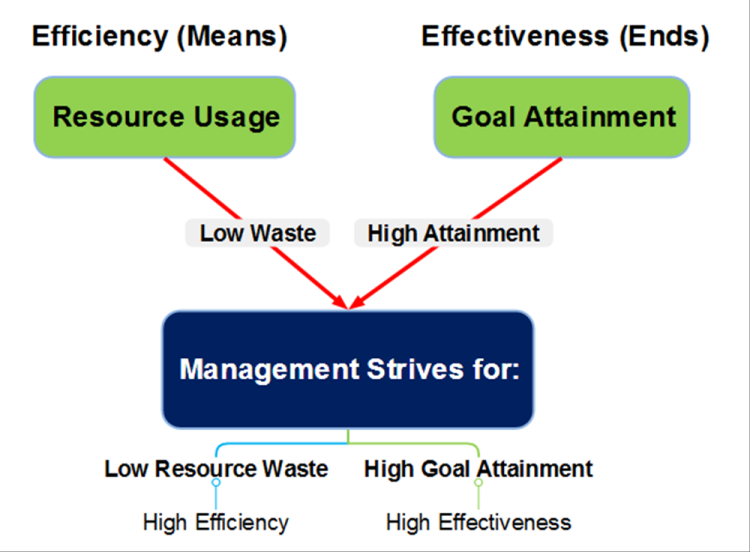 Efficiency (Means)
Effectiveness (Ends)
Resource Usage
Goal Attainment
Low Waste
High Attainment
Management Strives for:
Low Resource Waste
High Goal Attainment
High Efficiency
High Effectiveness